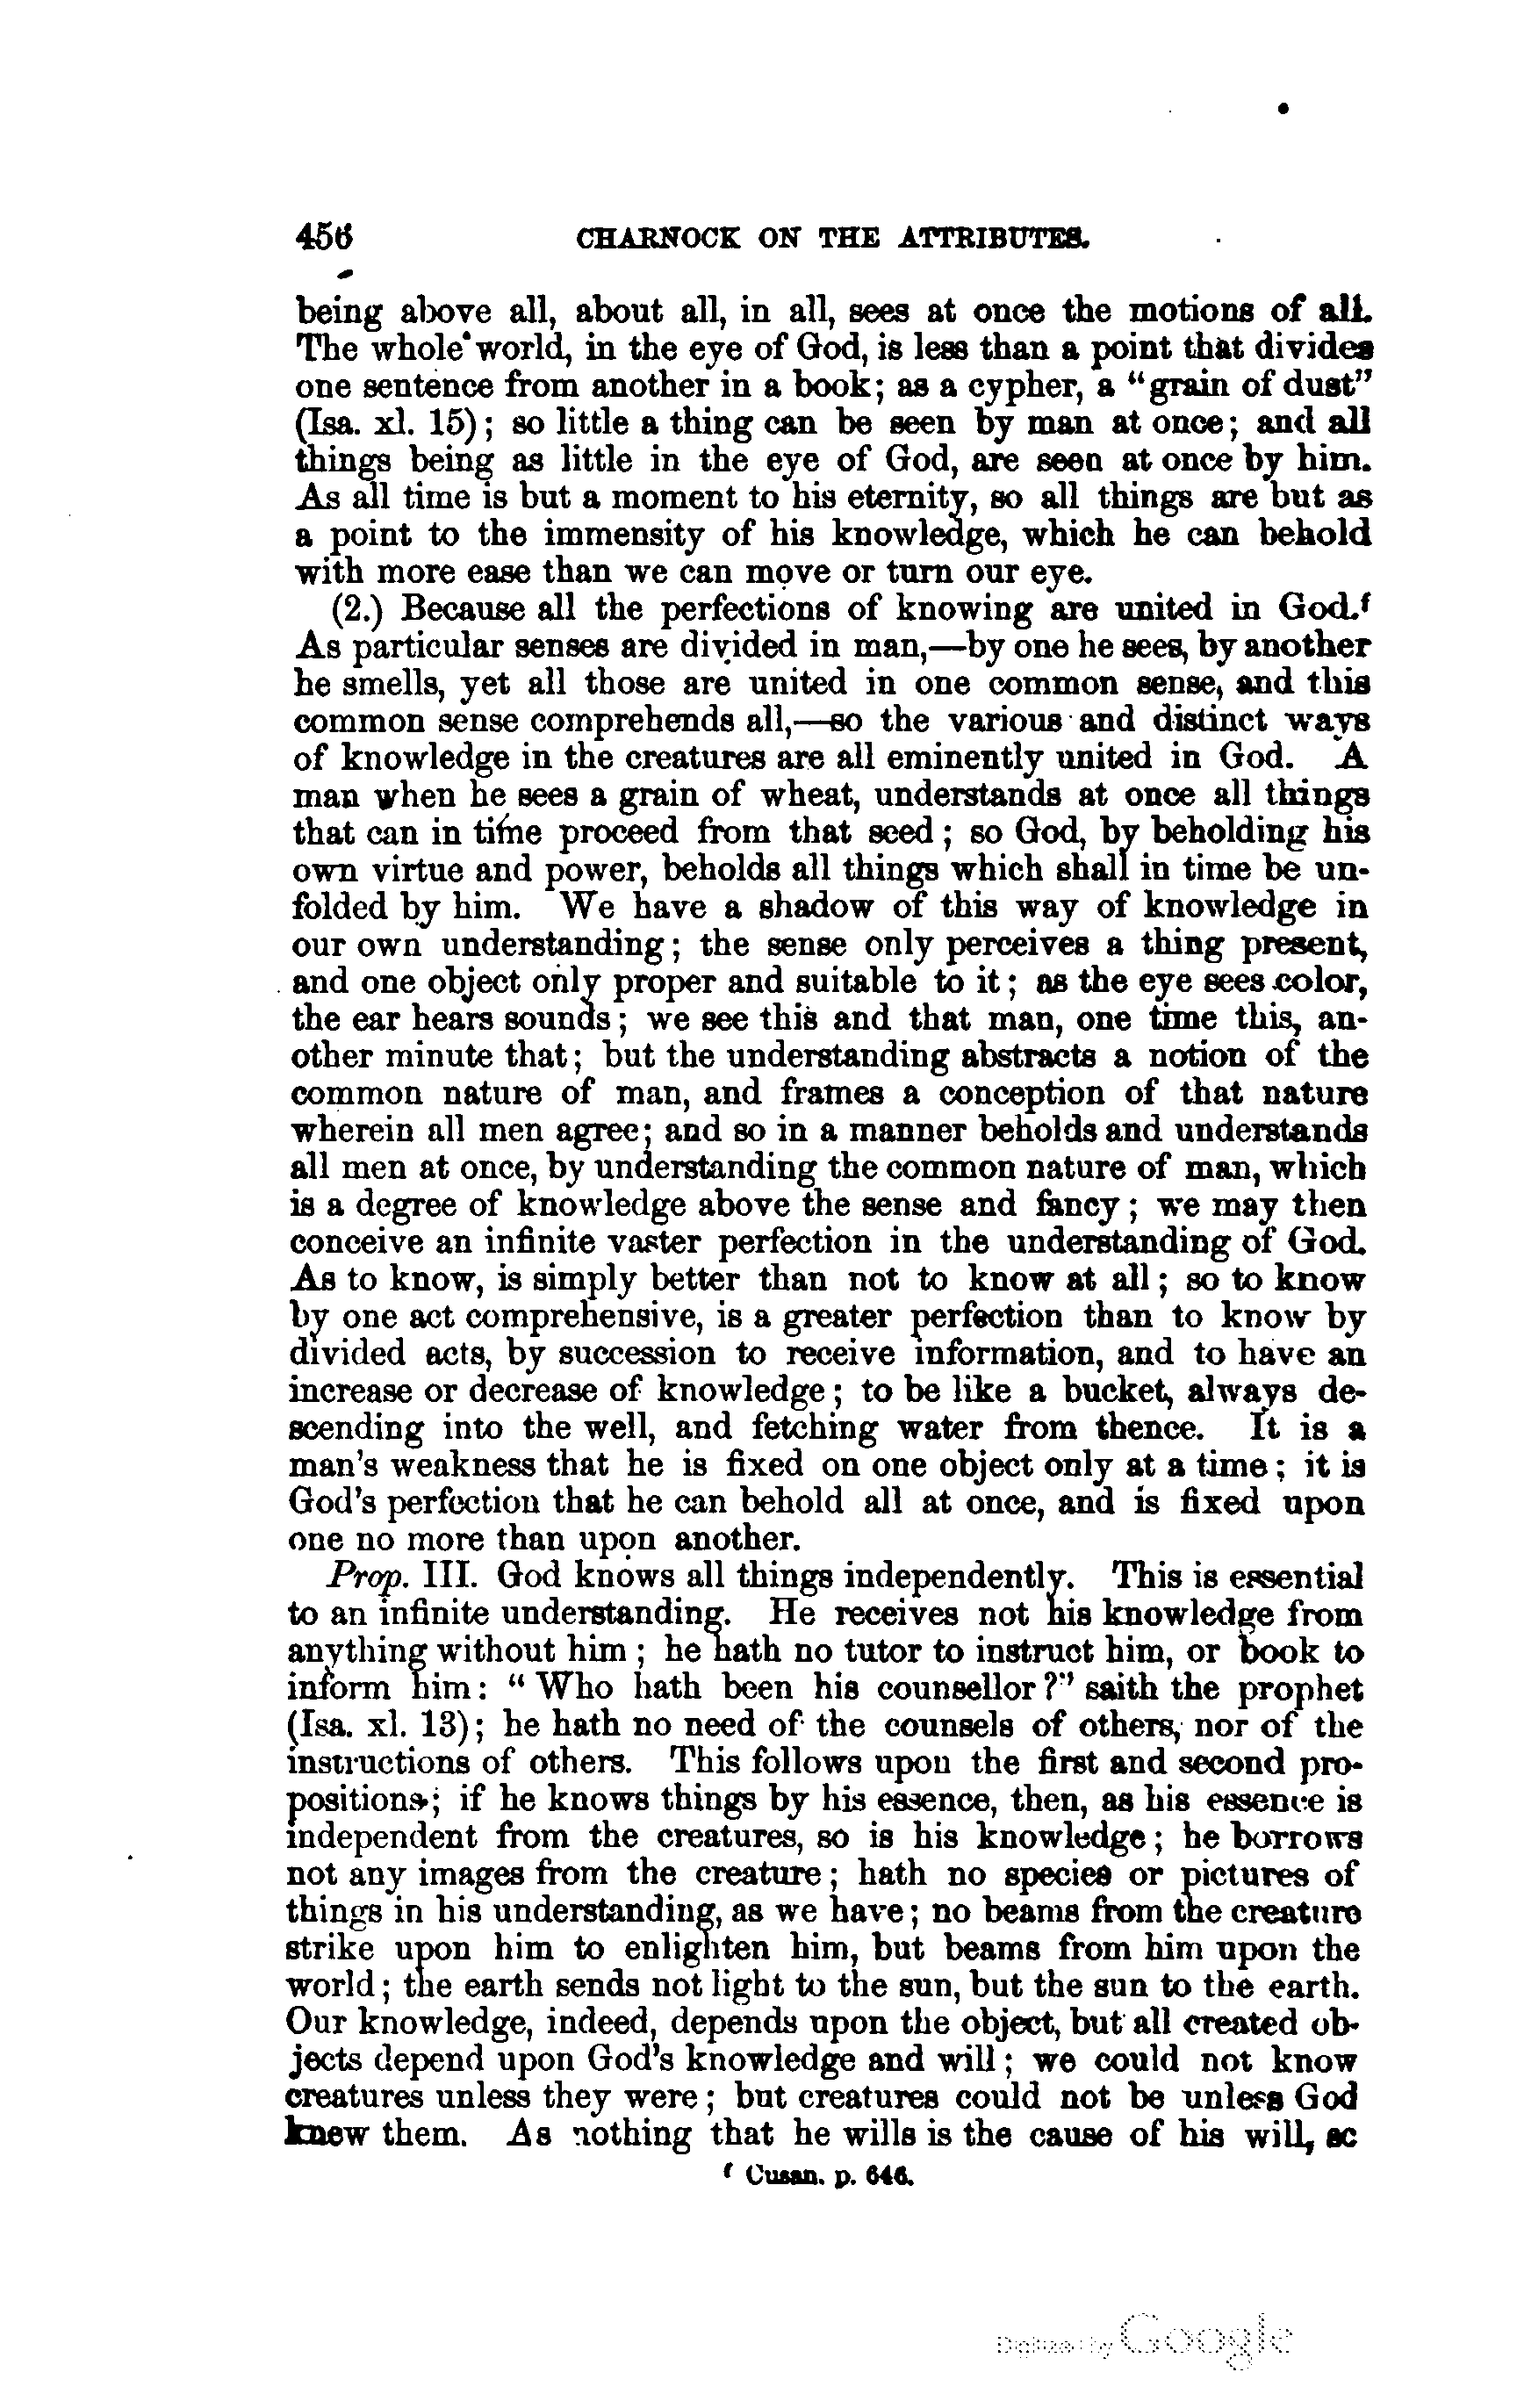 456 CHARNOCK ON THE ATTRIBUTES.
being above all, about all, in all, sees at once the motions of all.
The whole world, in the eye of God, is less than a point that divides
one sentence from another in a book; as a cypher, a "grain of dust"
(Isa. xl. 15); so little a thing can be seen by man at once; and all
things being as little in the eye of God, are seen at once by him.
As all time is but a moment to his eternity, so all things are but as
a point to the immensity of his knowledge, which he can behold
with more ease than we can move or turn our eye.
(2.) Because all the perfections of knowing are united in God.f
As particular senses are divided in man,—by one he sees, by another
he smells, yet all those are united in one common sense, and this
common sense comprehends all,—so the various and distinct ways
of knowledge in the creatures are all eminently united in God. A
man when he sees a grain of wheat, understands at once all things
that can in time proceed from that seed; so God, by beholding his
own virtue and power, beholds all things which shall in time be un-
folded by him. We have a shadow of this way of knowledge in
our own understanding; the sense only perceives a thing present,
and one object only proper and suitable to it; as the eye sees color,
the ear hears sounds; we see this and that man, one time this, an-
other minute that; but the understanding abstracts a notion of the
common nature of man, and frames a conception of that nature
wherein all men agree; and so in a manner beholds and understands
all men at once, by understanding the common nature of man, which
is a degree of knowledge above the sense and fancy; we may then
conceive an infinite vaster perfection in the understanding of God.
As to know, is simply better than not to know at all; so to know
by one act comprehensive, is a greater perfection than to know by
divided acts, by succession to receive information, and to have an
increase or decrease of knowledge; to be like a bucket, always de-
scending into the well, and fetching water from thence. It is a
man's weakness that he is fixed on one object only at a time; it is
God's perfection that he can behold all at once, and is fixed upon
one no more than upon another.
Prop. III. God knows all things independently. This is essential
to an infinite understanding. He receives not his knowledge from
anything without him; he hath no tutor to instruct him, or book to
inform him: "Who hath been his counsellor?" saith the prophet
(Isa. xl. 13); he hath no need of the counsels of others, nor of the
instructions of others. This follows upon the first and second pro-
positions; if he knows things by his essence, then, as his essence is
independent from the creatures, so is his knowledge; he borrows
not any images from the creature; hath no species or pictures of
things in his understanding, as we have; no beams from the creature
strike upon him to enlighten him, but beams from him upon the
world; the earth sends not light to the sun, but the sun to the earth.
Our knowledge, indeed, depends upon the object, but all created ob-
jects depend upon God's knowledge and will; we could not know
creatures unless they were; but creatures could not be unless God
knew them. As nothing that he wills is the cause of his will, so
f Cusan. p. 646.
Digitized by Google